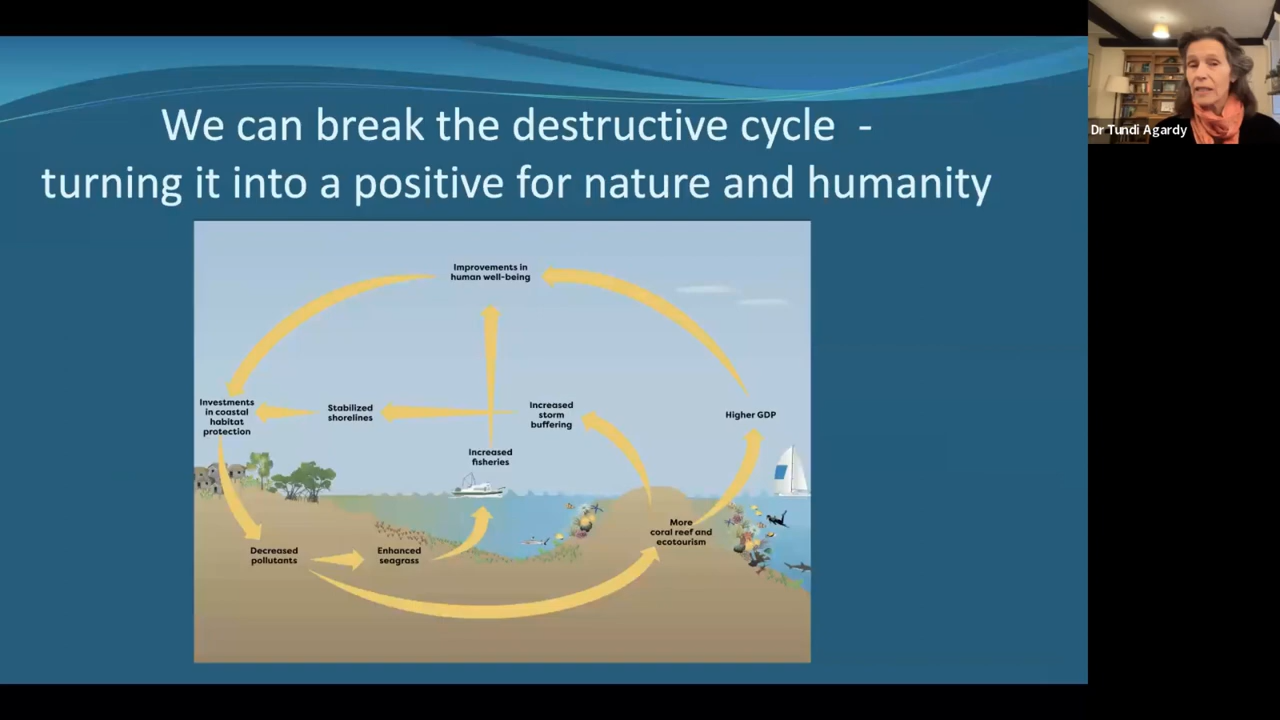 We can break the destructive cycle -
turning it into a positive for nature and humanity
Dr Tundi Agardy
Improvements in
human well-being
Investments
in coastal
habitat
protection
Stabilized
shorelines
Increased
storm
buffering
Higher GDP
Increased
fisheries
More
coral reef and
ecotourism
Decreased
pollutants
Enhanced
seagrass